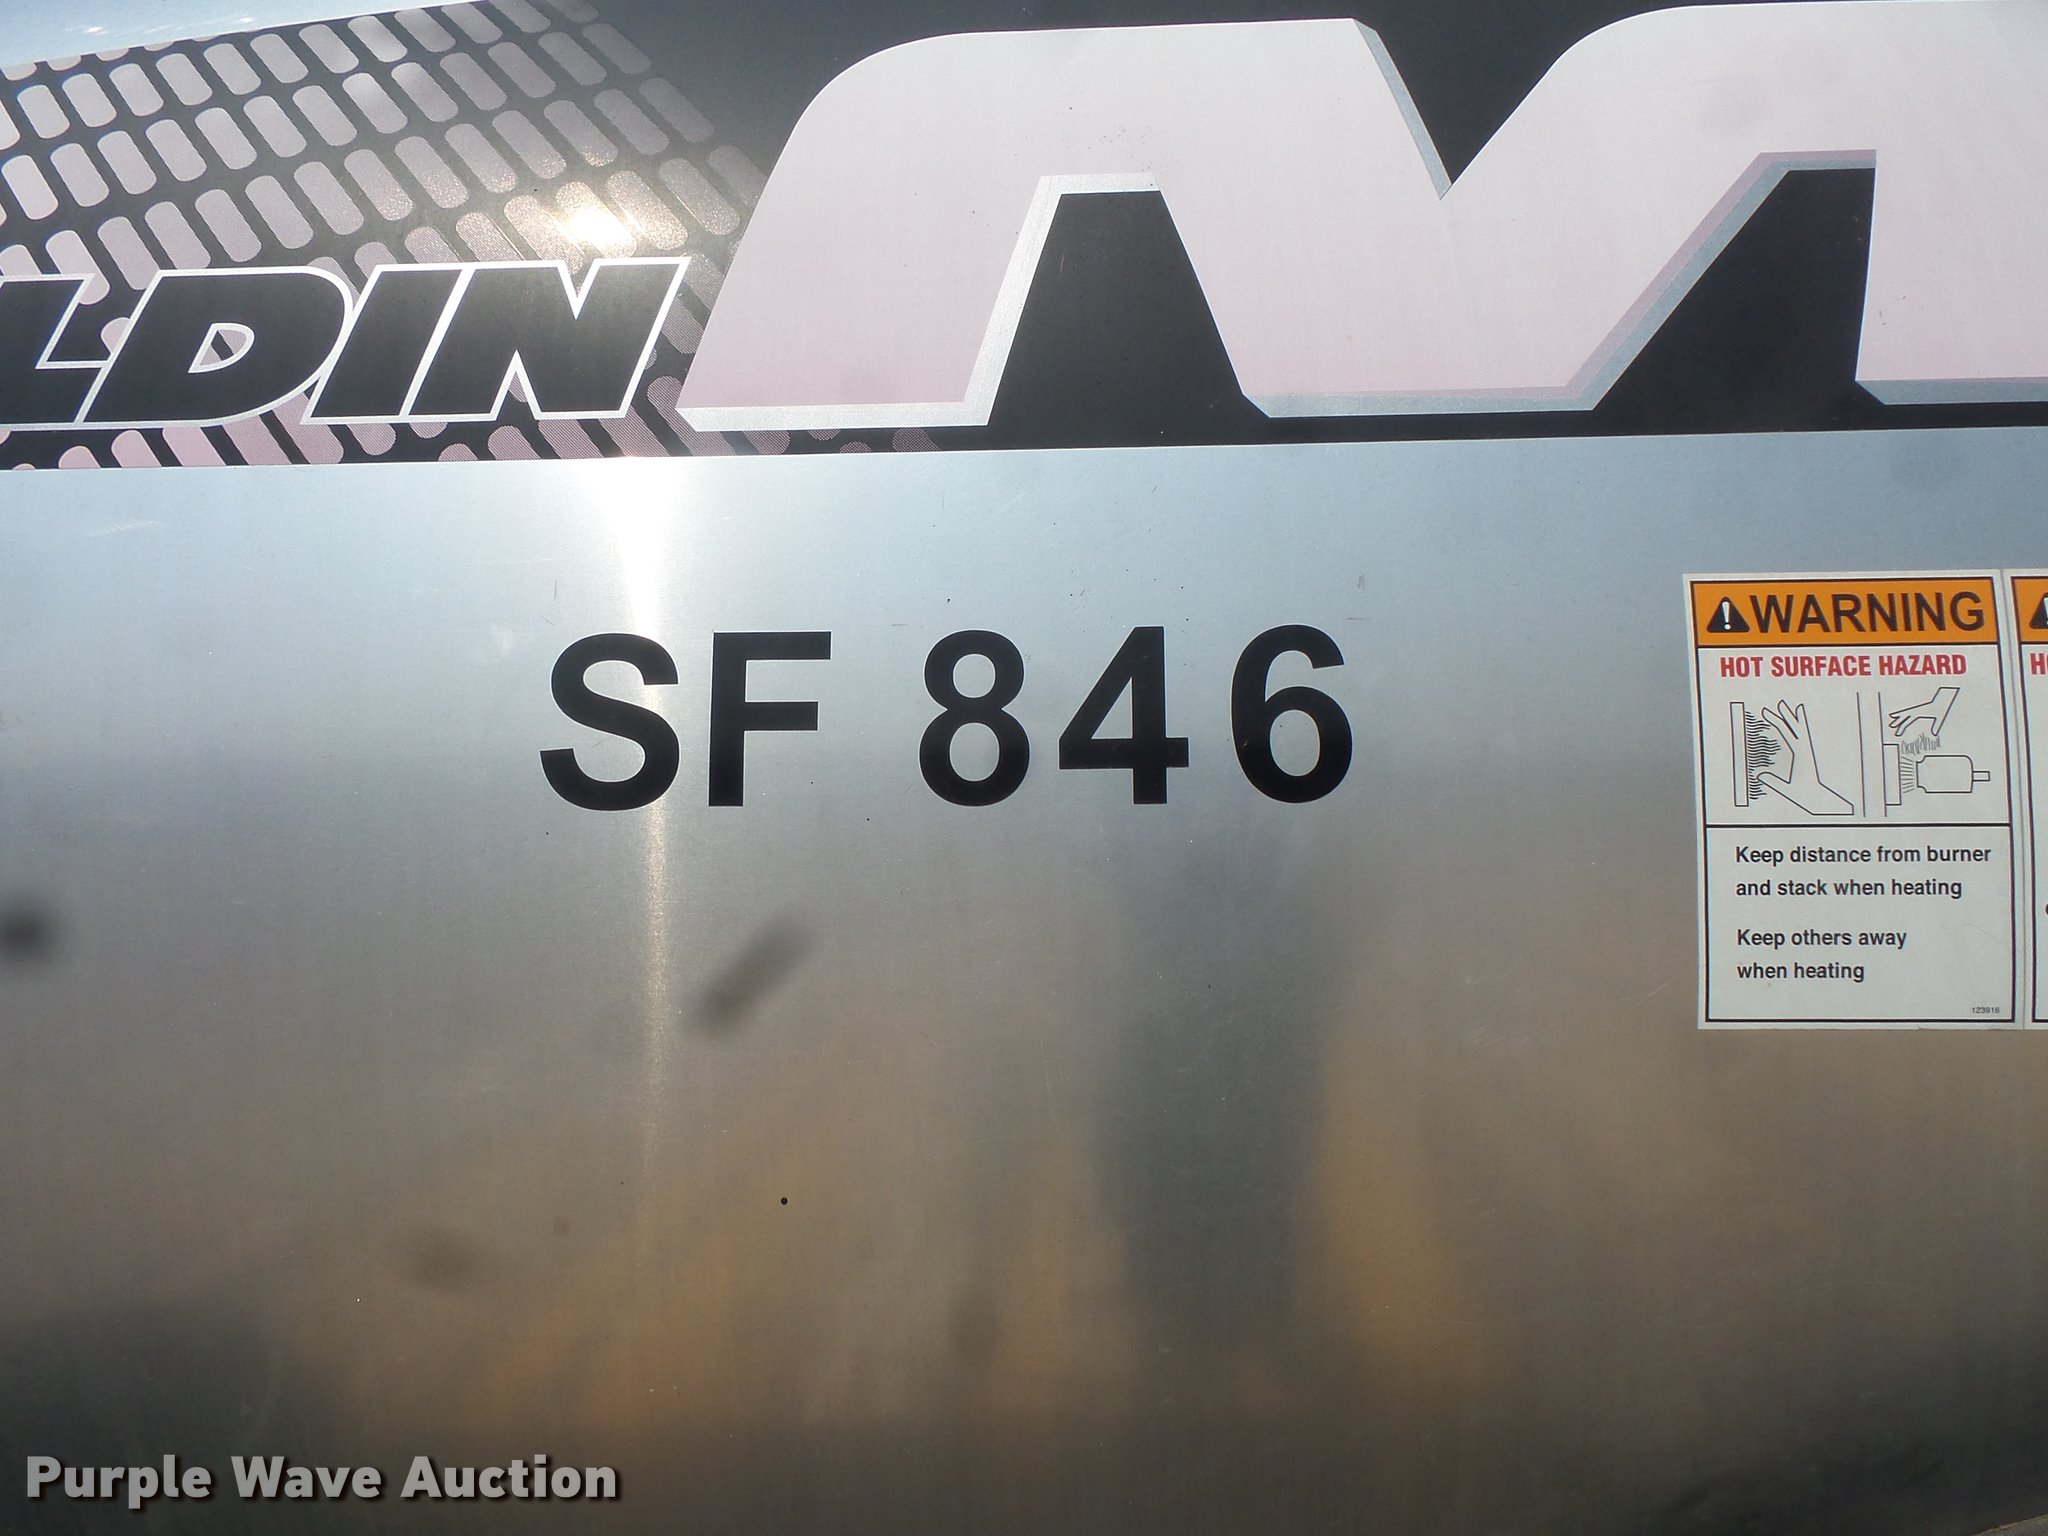 LDIN
SF 846
WARNING
HOT SURFACE HAZARD
Keep distance from burner
and stack when heating
Keep others away
when heating
123916
Purple Wave Auction